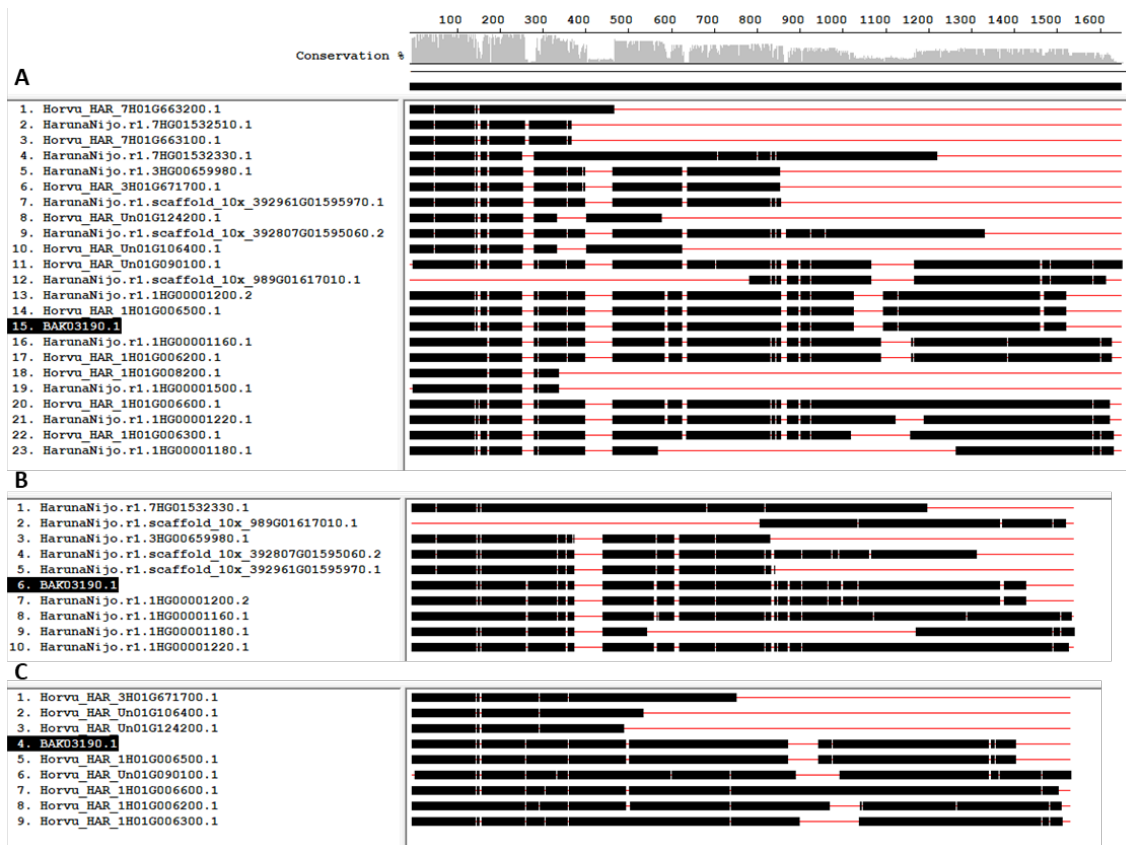 100 200 300 400 500 600 700 800 900 1000 1100 1200 1300 1400 1500 1600
Conservation %
A
1. Horvu_HAR_7H01G663200.1
2. HarunaNijo.r1.7HG01532510.1
3. Horvu_HAR_7H01G663100.1
4. HarunaNijo.r1.7HG01532330.1
5. HarunaNijo.r1.3HG00659980.1
6. Horvu_HAR_3H01G671700.1
7. HarunaNijo.r1.scaffold_10x_392961G01595970.1
8. Horvu_HAR_Un01G124200.1
9. HarunaNijo.r1.scaffold_10x_392807G01595060.2
10. Horvu_HAR_Un01G106400.1
11. Horvu_HAR_Un01G090100.1
12. HarunaNijo.r1.scaffold_10x_989G01617010.1
13. HarunaNijo.r1.1HG00001200.2
14. Horvu_HAR_1H01G006500.1
15. BAK03190.1
16. HarunaNijo.r1.1HG00001160.1
17. Horvu_HAR_1H01G006200.1
18. Horvu_HAR_1H01G008200.1
19. HarunaNijo.r1.1HG00001500.1
20. Horvu_HAR_1H01G006600.1
21. HarunaNijo.r1.1HG00001220.1
22. Horvu_HAR_1H01G006300.1
23. HarunaNijo.r1.1HG00001180.1
B
1. HarunaNijo.r1.7HG01532330.1
2. HarunaNijo.r1.scaffold_10x_989G01617010.1
3. HarunaNijo.r1.3HG00659980.1
4. HarunaNijo.r1.scaffold_10x_392807G01595060.2
5. HarunaNijo.r1.scaffold_10x_392961G01595970.1
6. BAK03190.1
7. HarunaNijo.r1.1HG00001200.2
8. HarunaNijo.r1.1HG00001160.1
9. HarunaNijo.r1.1HG00001180.1
10. HarunaNijo.r1.1HG00001220.1
C
1. Horvu_HAR_3H01G671700.1
2. Horvu_HAR_Un01G106400.1
3. Horvu_HAR_Un01G124200.1
4. BAK03190.1
5. Horvu_HAR_1H01G006500.1
6. Horvu_HAR_Un01G090100.1
7. Horvu_HAR_1H01G006600.1
8. Horvu_HAR_1H01G006200.1
9. Horvu_HAR_1H01G006300.1